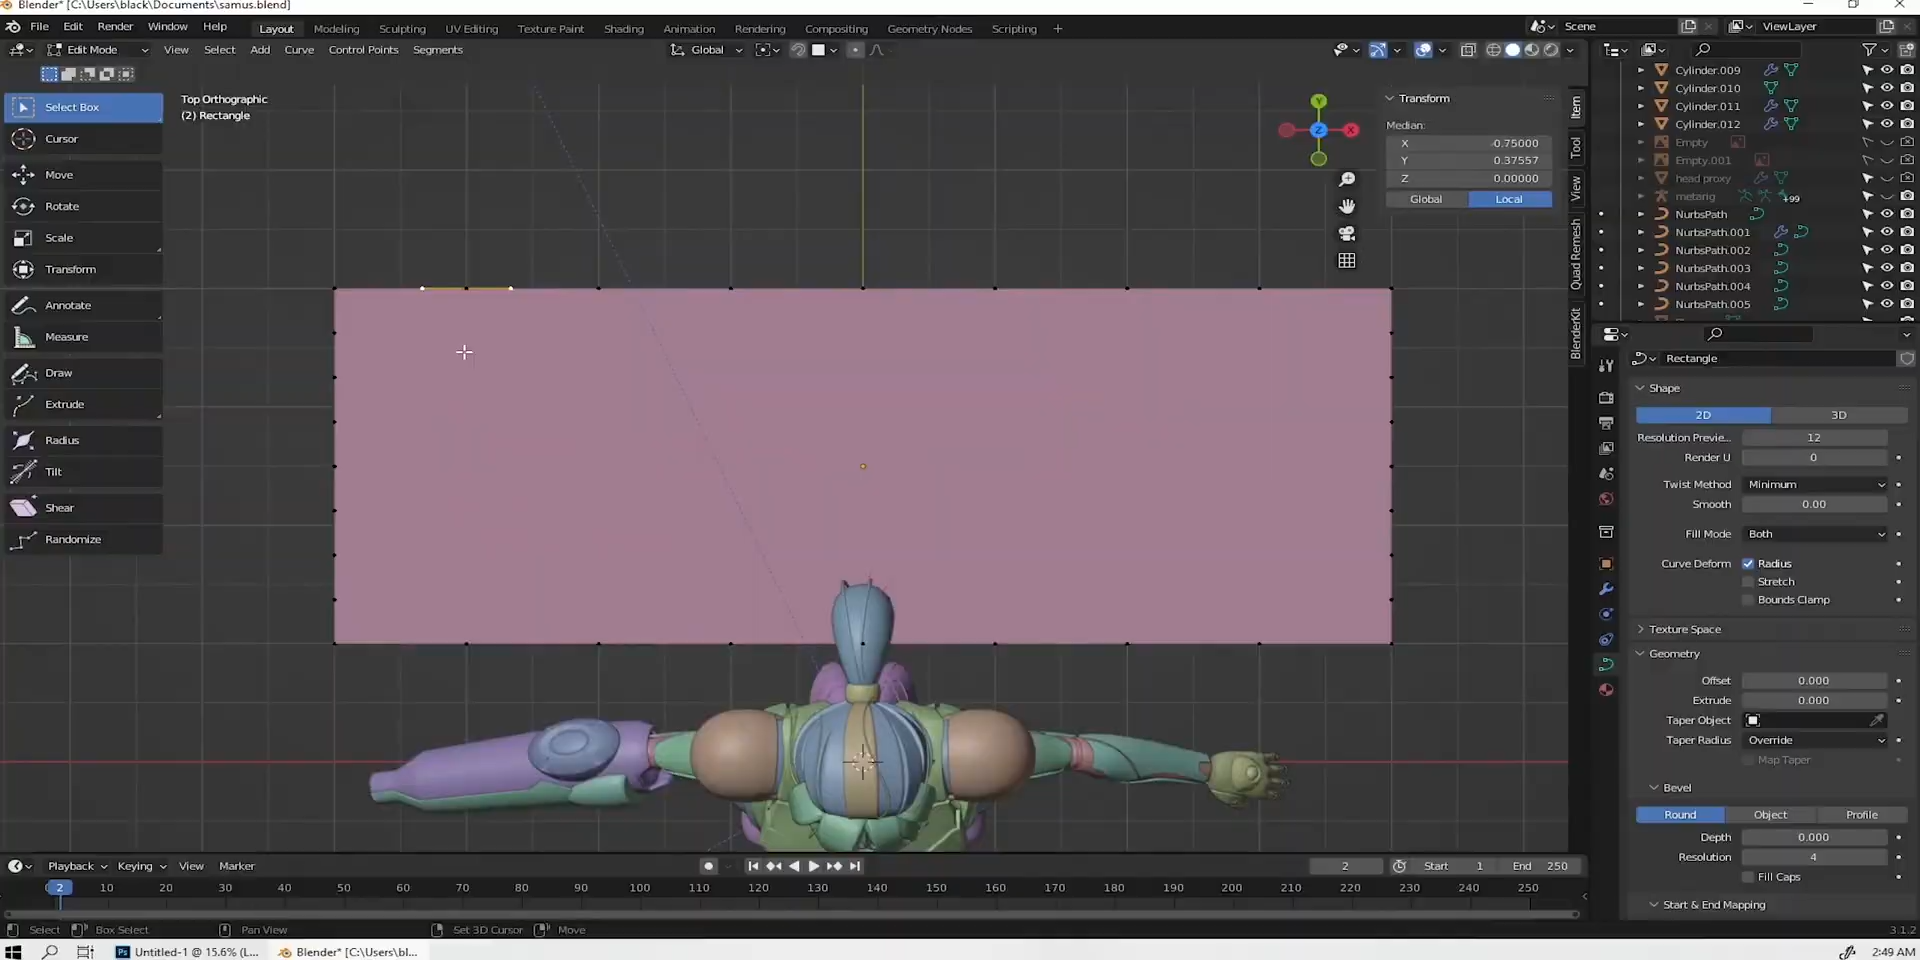 Blender* [C:\Users\black\Documents\samus.blend]
File Edit Render Window Help Layout Modeling Sculpting UV Editing Texture Paint Shading Animation Rendering Compositing Geometry Nodes Scripting + Scene ViewLayer
Edit Mode View Select Add Curve Control Points Segments Global
Select Box
Cursor
Move
Rotate
Scale
Transform
Annotate
Measure
Draw
Extrude
Radius
Tilt
Shear
Randomize
Top Orthographic
(2) Rectangle
Y
X
Z
Transform
Median:
X -0.75000
Y 0.37557
Z 0.00000
Global Local
Item
Tool
View
Quad Remesh
BlenderKit
Cylinder.009
Cylinder.010
Cylinder.011
Cylinder.012
Empty
Empty.001
head proxy
metarig +99
NurbsPath
NurbsPath.001
NurbsPath.002
NurbsPath.003
NurbsPath.004
NurbsPath.005
Rectangle
Shape
2D 3D
Resolution Previe... 12
Render U 0
Twist Method Minimum
Smooth 0.00
Fill Mode Both
Curve Deform Radius
Stretch
Bounds Clamp
Texture Space
Geometry
Offset 0.000
Extrude 0.000
Taper Object
Taper Radius Override
Map Taper
Bevel
Round Object Profile
Depth 0.000
Resolution 4
Fill Caps
Start & End Mapping
Playback Keying View Marker 2 Start 1 End 250
2 10 20 30 40 50 60 70 80 90 100 110 120 130 140 150 160 170 180 190 200 210 220 230 240 250
Select Box Select Pan View Set 3D Cursor Move 3.1.2
Untitled-1 @ 15.6% (L... Blender* [C:\Users\bl... 2:49 AM